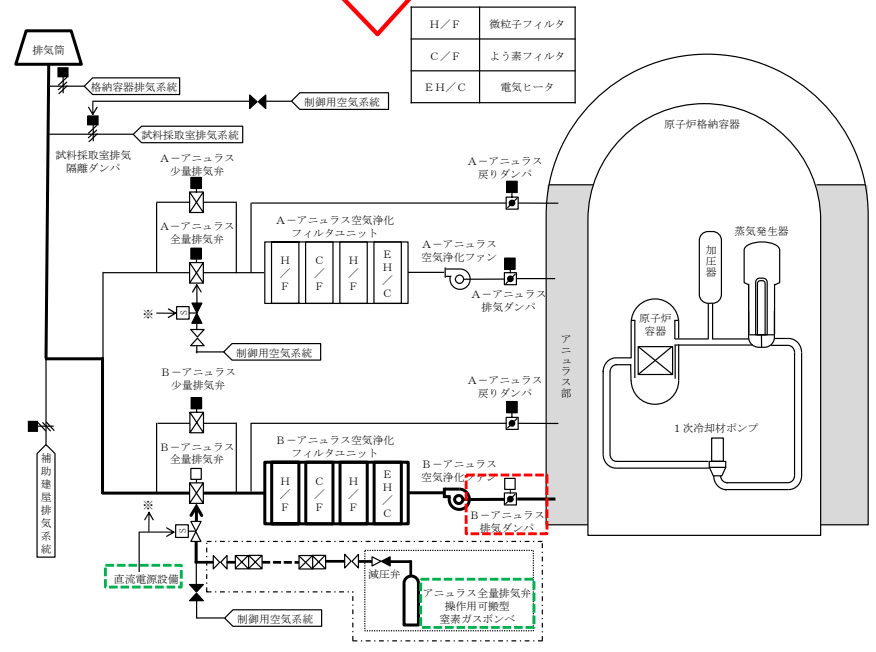 H/F 微粒子フィルタ
C/F よう素フィルタ
EH/C 電気ヒータ
排気筒
格納容器排気系統
制御用空気系統
試料採取室排気系統
試料採取室排気
隔離ダンパ
A-アニュラス
少量排気弁
A-アニュラス
全量排気弁
A-アニュラス空気浄化
フィルタユニット
H/F
C/F
H/F
EH/C
A-アニュラス
戻りダンパ
A-アニュラス
空気浄化ファン
A-アニュラス
排気ダンパ
※
S
制御用空気系統
原子炉格納容器
加圧器
蒸気発生器
原子炉
容器
アニュラス部
1次冷却材ポンプ
B-アニュラス
少量排気弁
B-アニュラス
全量排気弁
B-アニュラス空気浄化
フィルタユニット
H/F
C/F
H/F
EH/C
A-アニュラス
戻りダンパ
B-アニュラス
空気浄化ファン
B-アニュラス
排気ダンパ
補助建屋排気系統
※
S
直流電源設備
減圧弁
アニュラス全量排気弁
操作用可搬型
窒素ガスボンベ
制御用空気系統